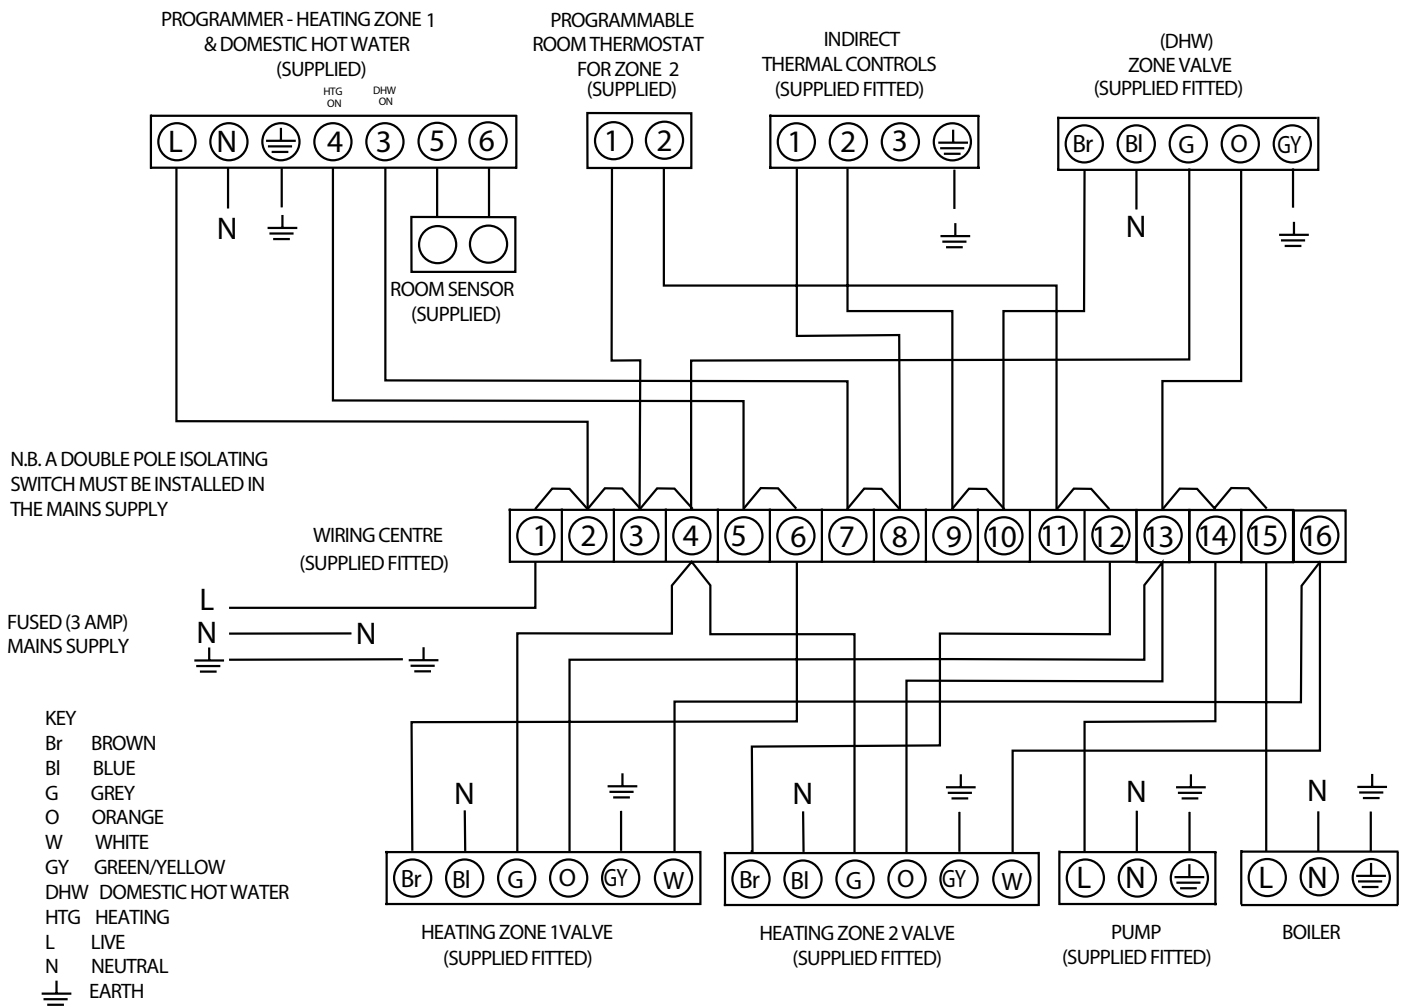 PROGRAMMER - HEATING ZONE 1
& DOMESTIC HOT WATER
(SUPPLIED)
HTG
ON
DHW
ON
L N 4 3 5 6
N
ROOM SENSOR
(SUPPLIED)
PROGRAMMABLE
ROOM THERMOSTAT
FOR ZONE 2
(SUPPLIED)
1 2
INDIRECT
THERMAL CONTROLS
(SUPPLIED FITTED)
1 2 3
(DHW)
ZONE VALVE
(SUPPLIED FITTED)
Br Bl G O GY
N
N.B. A DOUBLE POLE ISOLATING
SWITCH MUST BE INSTALLED IN
THE MAINS SUPPLY
WIRING CENTRE
(SUPPLIED FITTED)
1 2 3 4 5 6 7 8 9 10 11 12 13 14 15 16
FUSED (3 AMP)
MAINS SUPPLY
L
N N
KEY
Br BROWN
Bl BLUE
G GREY
O ORANGE
W WHITE
GY GREEN/YELLOW
DHW DOMESTIC HOT WATER
HTG HEATING
L LIVE
N NEUTRAL
EARTH
N
Br Bl G O GY W
HEATING ZONE 1VALVE
(SUPPLIED FITTED)
N
Br Bl G O GY W
HEATING ZONE 2 VALVE
(SUPPLIED FITTED)
N
L N
PUMP
(SUPPLIED FITTED)
N
L N
BOILER